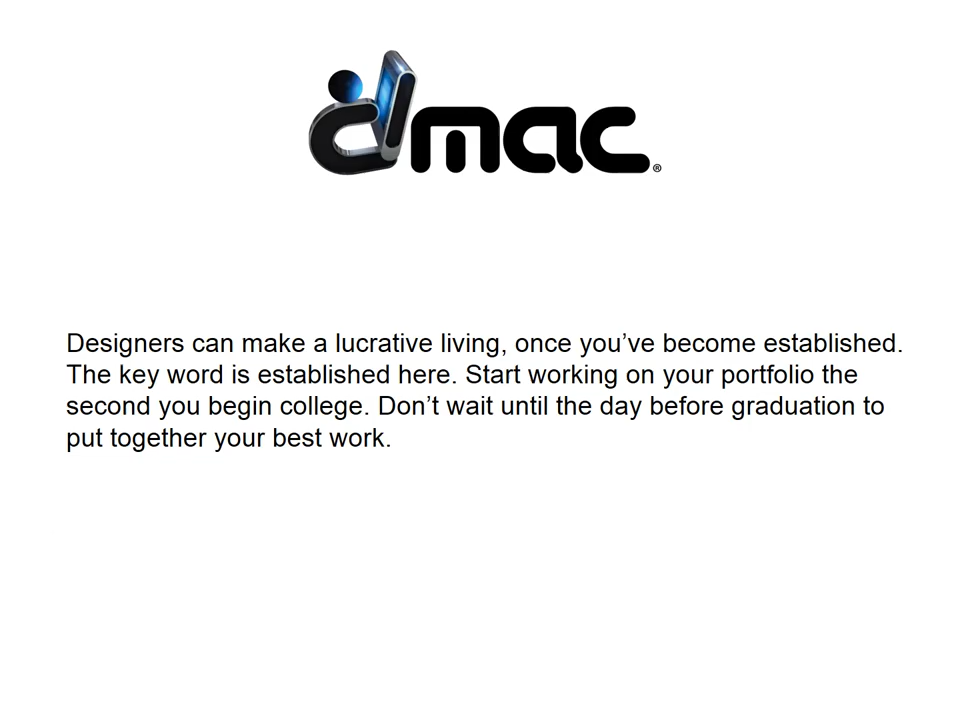 dmac®
Designers can make a lucrative living, once you’ve become established.
The key word is established here. Start working on your portfolio the
second you begin college. Don’t wait until the day before graduation to
put together your best work.